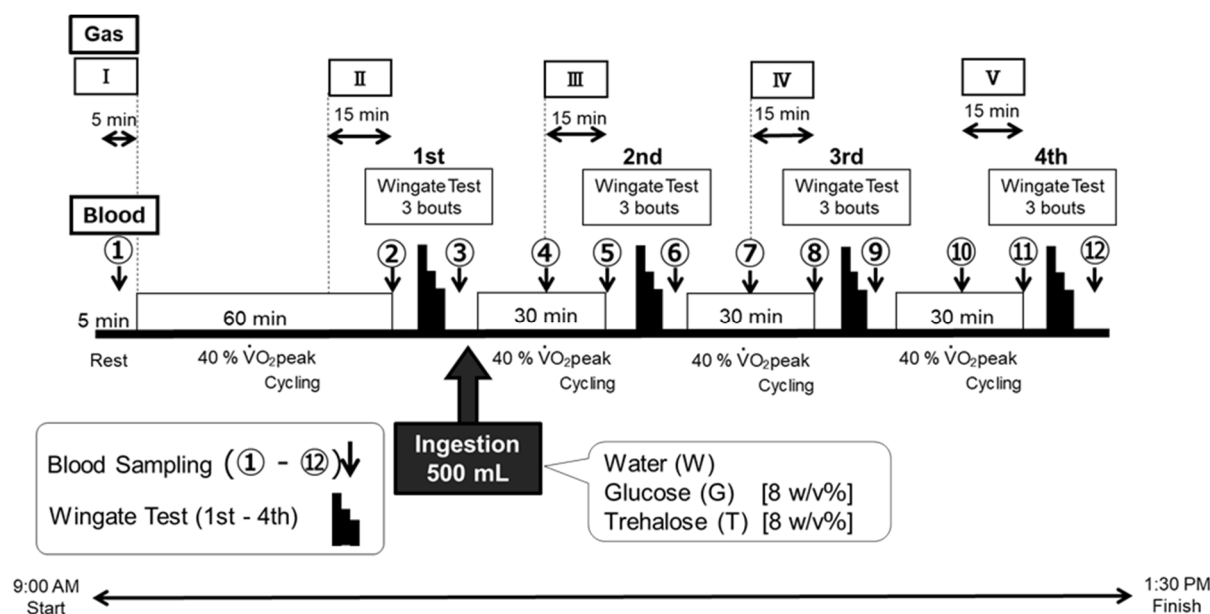 Gas
I
Ⅱ
Ⅲ
Ⅳ
Ⅴ
5 min
15 min
15 min
15 min
15 min
1st
2nd
3rd
4th
Wingate Test
3 bouts
Wingate Test
3 bouts
Wingate Test
3 bouts
Wingate Test
3 bouts
Blood
① ② ③ ④ ⑤ ⑥ ⑦ ⑧ ⑨ ⑩ ⑪ ⑫
5 min
60 min
30 min
30 min
30 min
Rest
40 % V̇O₂peak
Cycling
40 % V̇O₂peak
Cycling
40 % V̇O₂peak
Cycling
40 % V̇O₂peak
Cycling
Blood Sampling (① - ⑫)
Wingate Test (1st - 4th)
Ingestion
500 mL
Water (W)
Glucose (G) [8 w/v%]
Trehalose (T) [8 w/v%]
9:00 AM
Start
1:30 PM
Finish